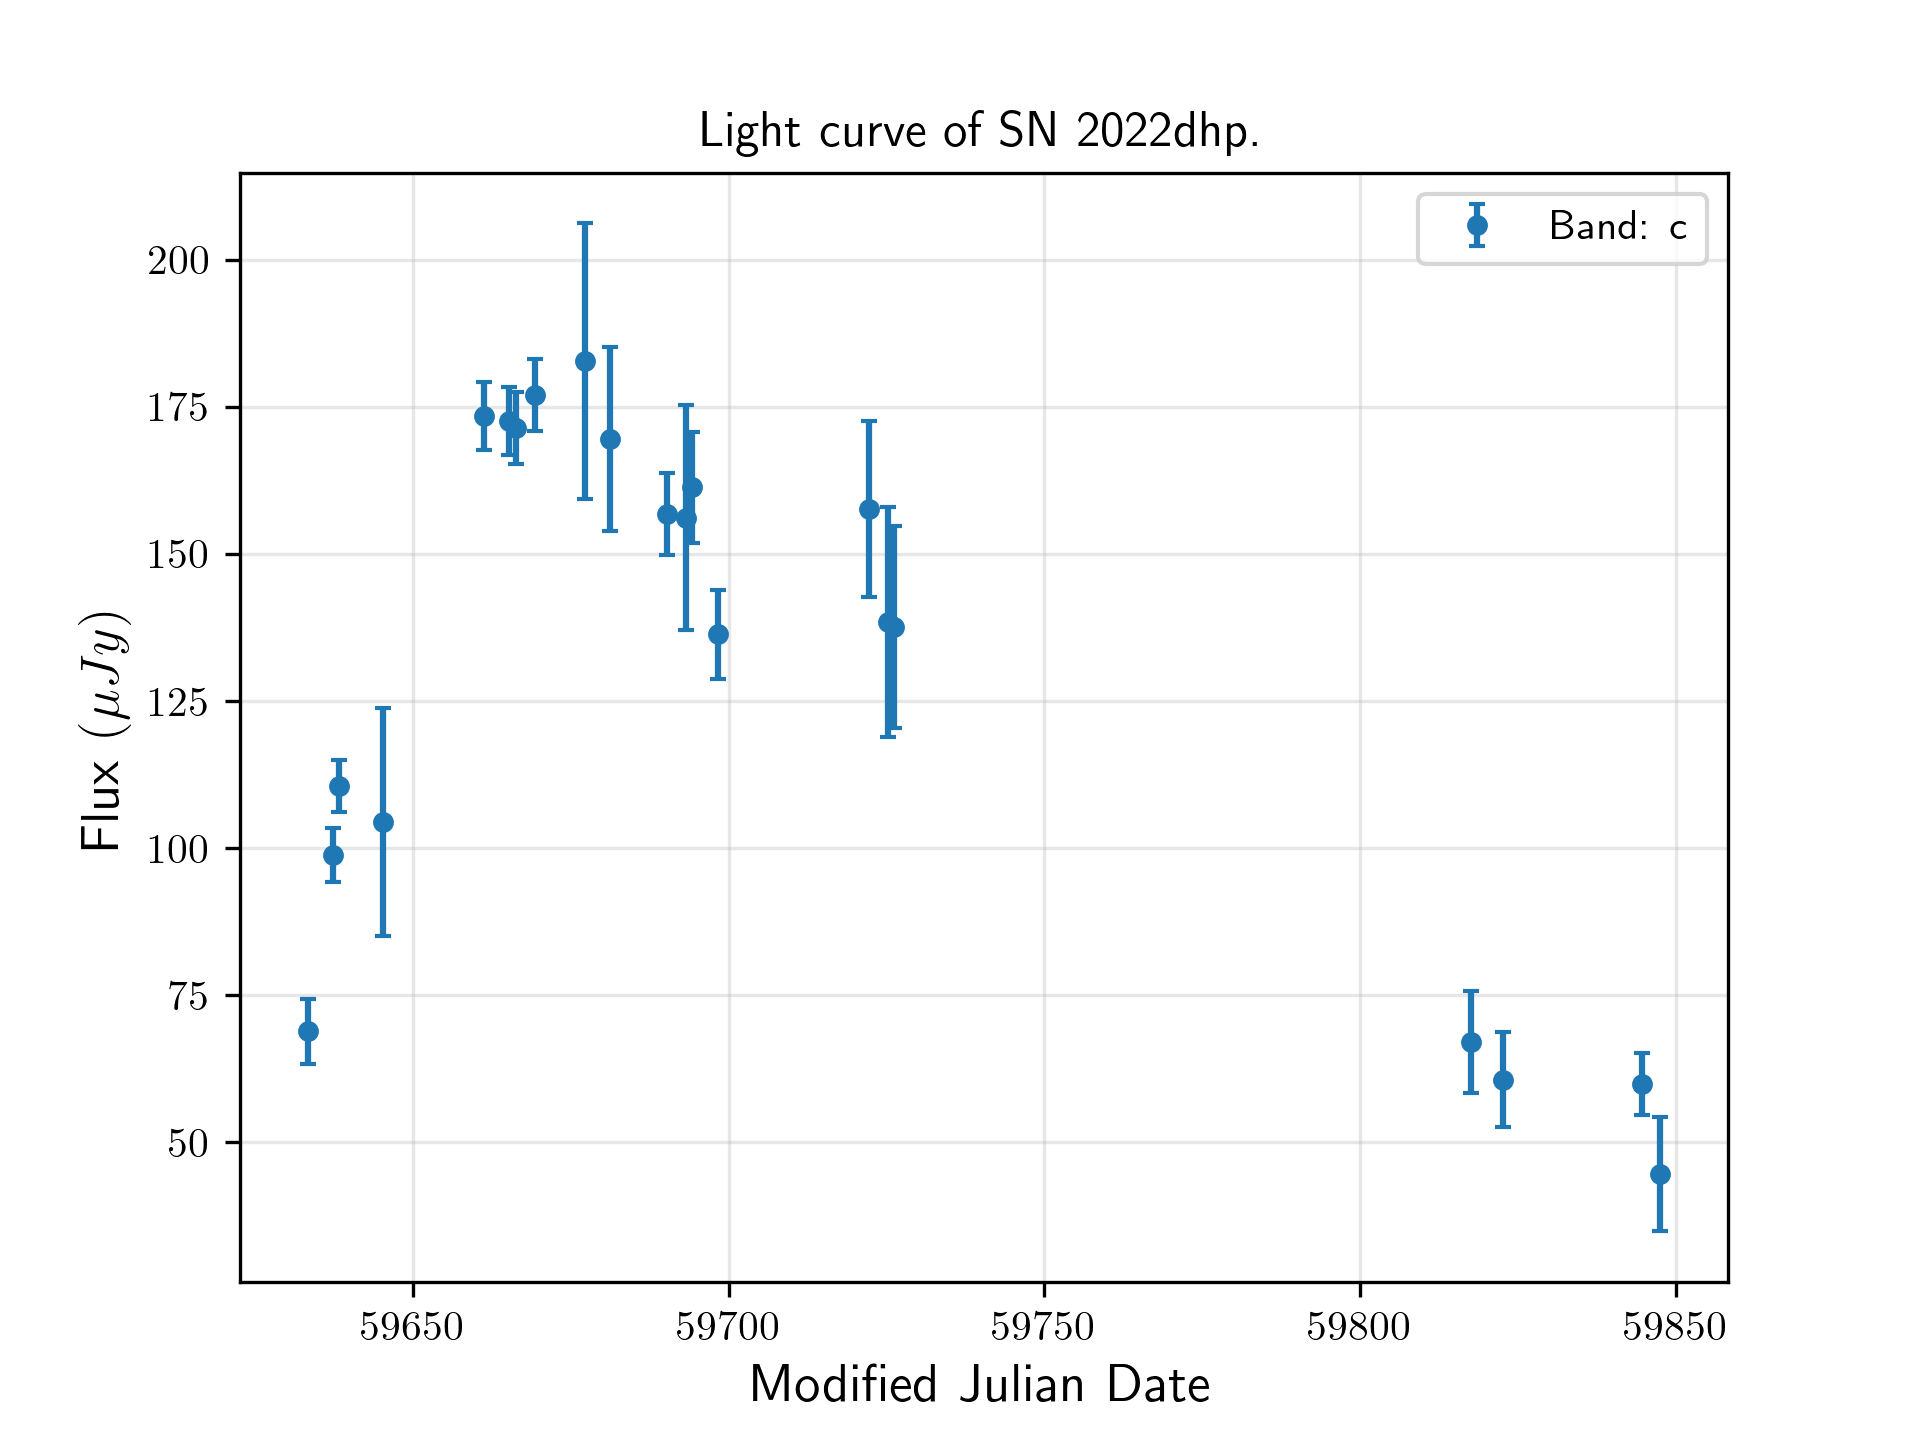 Light curve of SN 2022dhp.
Band: c
200
175
150
125
100
75
50
Flux (μJy)
59650 59700 59750 59800 59850
Modified Julian Date